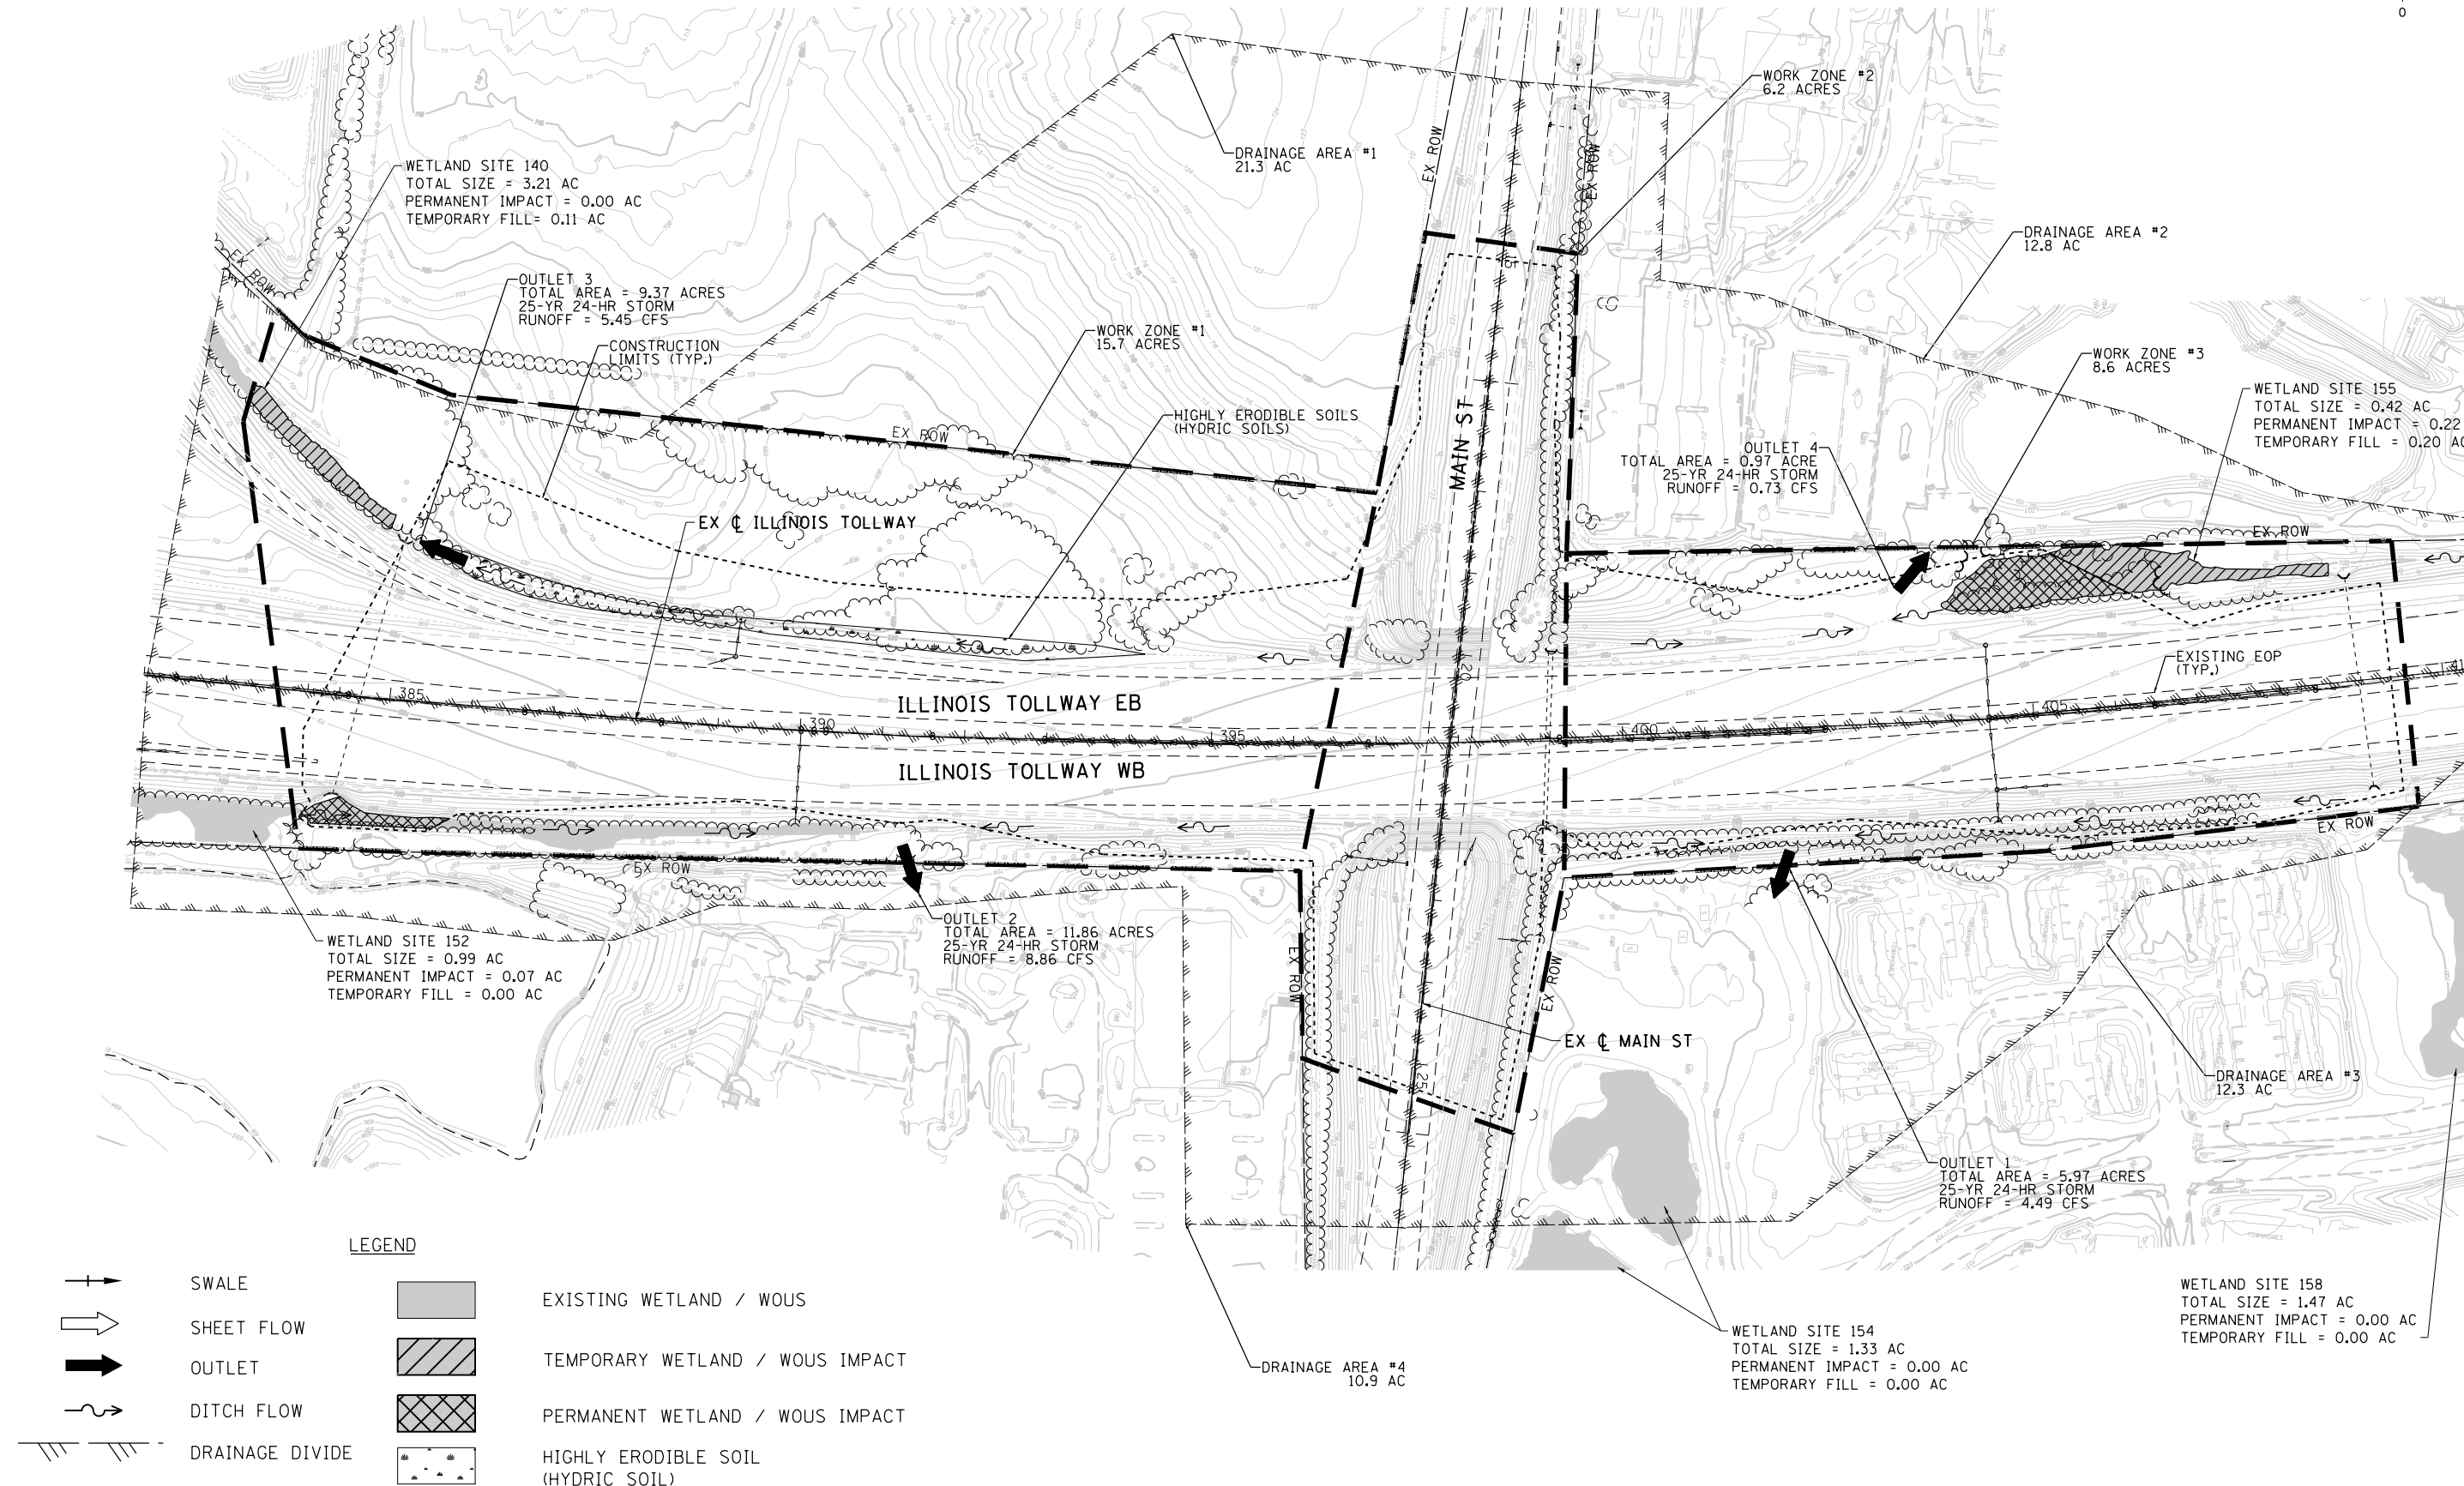 0
WORK ZONE #2
6.2 ACRES
DRAINAGE AREA #1
21.3 AC
EX ROW
EX ROW
WETLAND SITE 140
TOTAL SIZE = 3.21 AC
PERMANENT IMPACT = 0.00 AC
TEMPORARY FILL= 0.11 AC
DRAINAGE AREA #2
12.8 AC
EX ROW
OUTLET 3
TOTAL AREA = 9.37 ACRES
25-YR 24-HR STORM
RUNOFF = 5.45 CFS
CONSTRUCTION
LIMITS (TYP.)
WORK ZONE #1
15.7 ACRES
WORK ZONE #3
8.6 ACRES
WETLAND SITE 155
TOTAL SIZE = 0.42 AC
PERMANENT IMPACT = 0.22
TEMPORARY FILL = 0.20 AC
HIGHLY ERODIBLE SOILS
(HYDRIC SOILS)
EX ROW
MAIN ST
15
OUTLET 4
TOTAL AREA = 0.97 ACRE
25-YR 24-HR STORM
RUNOFF = 0.73 CFS
EX ℄ ILLINOIS TOLLWAY
EX ROW
EXISTING EOP
(TYP.)
20
385
390
395
400
405
41
ILLINOIS TOLLWAY EB
ILLINOIS TOLLWAY WB
EX ROW
EX ROW
OUTLET 2
TOTAL AREA = 11.86 ACRES
25-YR 24-HR STORM
RUNOFF = 8.86 CFS
WETLAND SITE 152
TOTAL SIZE = 0.99 AC
PERMANENT IMPACT = 0.07 AC
TEMPORARY FILL = 0.00 AC
EX ROW
EX ROW
25
EX ℄ MAIN ST
DRAINAGE AREA #3
12.3 AC
OUTLET 1
TOTAL AREA = 5.97 ACRES
25-YR 24-HR STORM
RUNOFF = 4.49 CFS
TOWNHOMES
WETLAND SITE 158
TOTAL SIZE = 1.47 AC
PERMANENT IMPACT = 0.00 AC
TEMPORARY FILL = 0.00 AC
WETLAND SITE 154
TOTAL SIZE = 1.33 AC
PERMANENT IMPACT = 0.00 AC
TEMPORARY FILL = 0.00 AC
DRAINAGE AREA #4
10.9 AC
LEGEND
SWALE
SHEET FLOW
OUTLET
DITCH FLOW
DRAINAGE DIVIDE
EXISTING WETLAND / WOUS
TEMPORARY WETLAND / WOUS IMPACT
PERMANENT WETLAND / WOUS IMPACT
HIGHLY ERODIBLE SOIL
(HYDRIC SOIL)